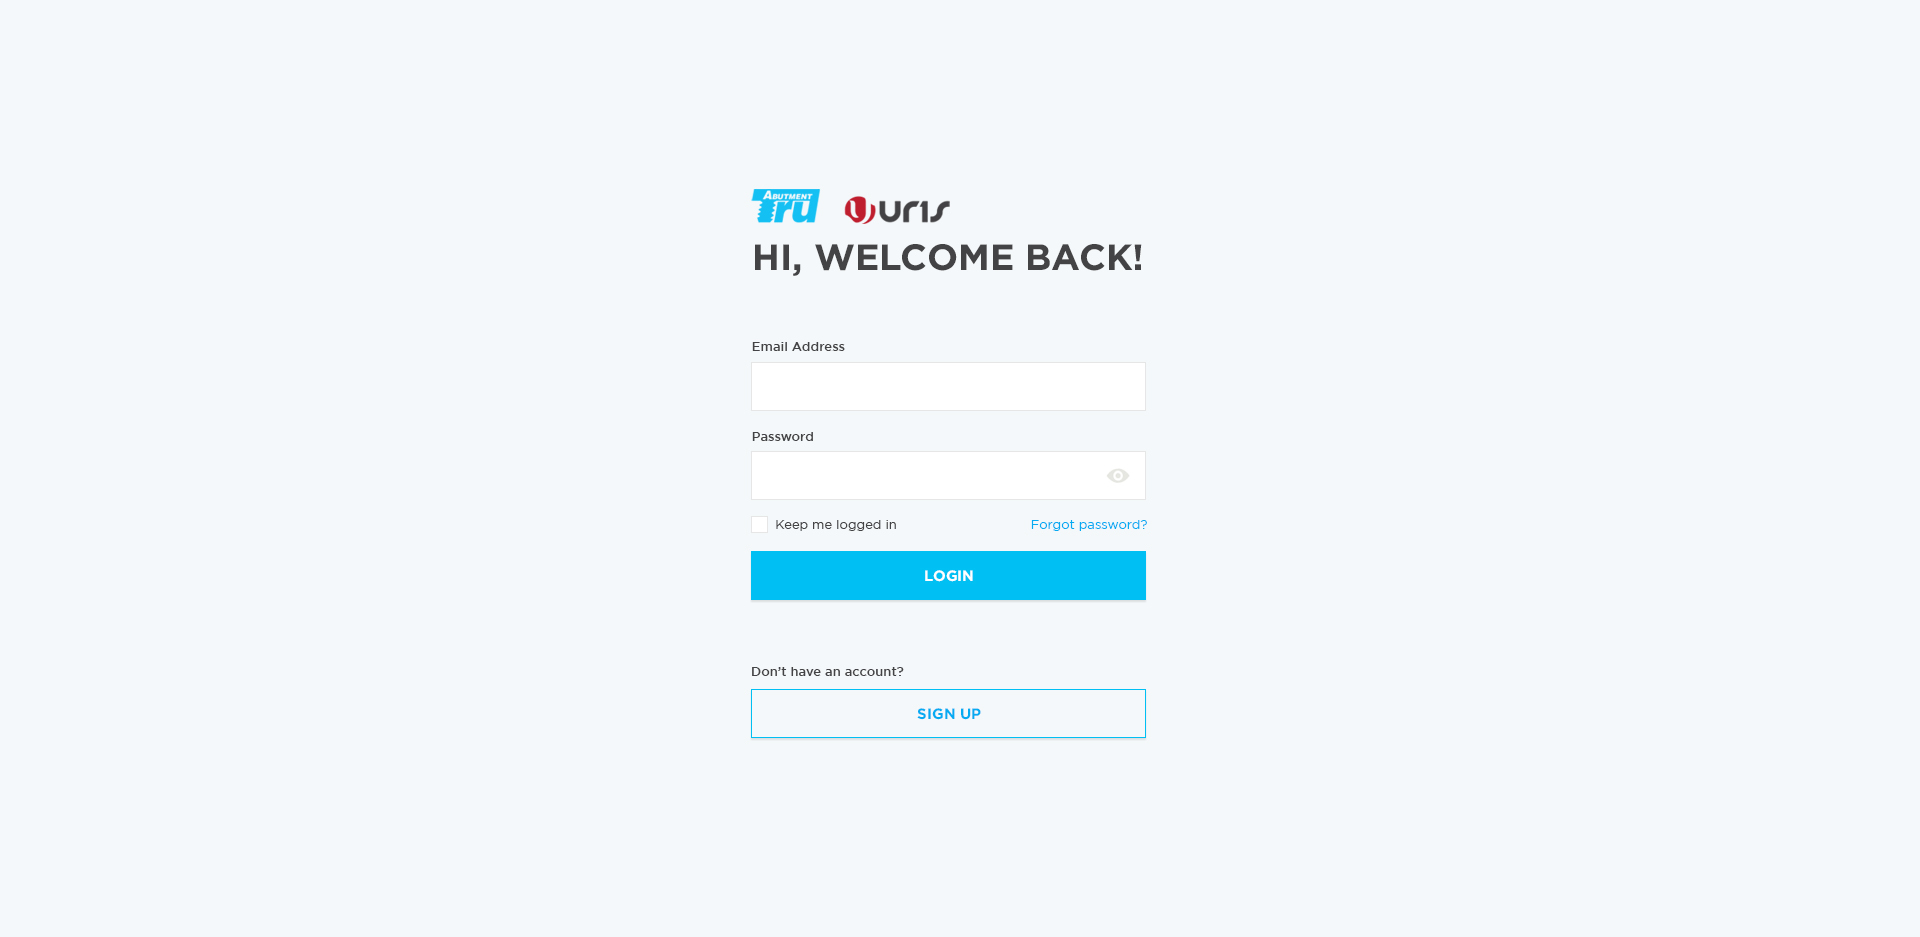 ABUTMENT
Tru uris
HI, WELCOME BACK!
Email Address
Password
Keep me logged in Forgot password?
LOGIN
Don’t have an account?
SIGN UP